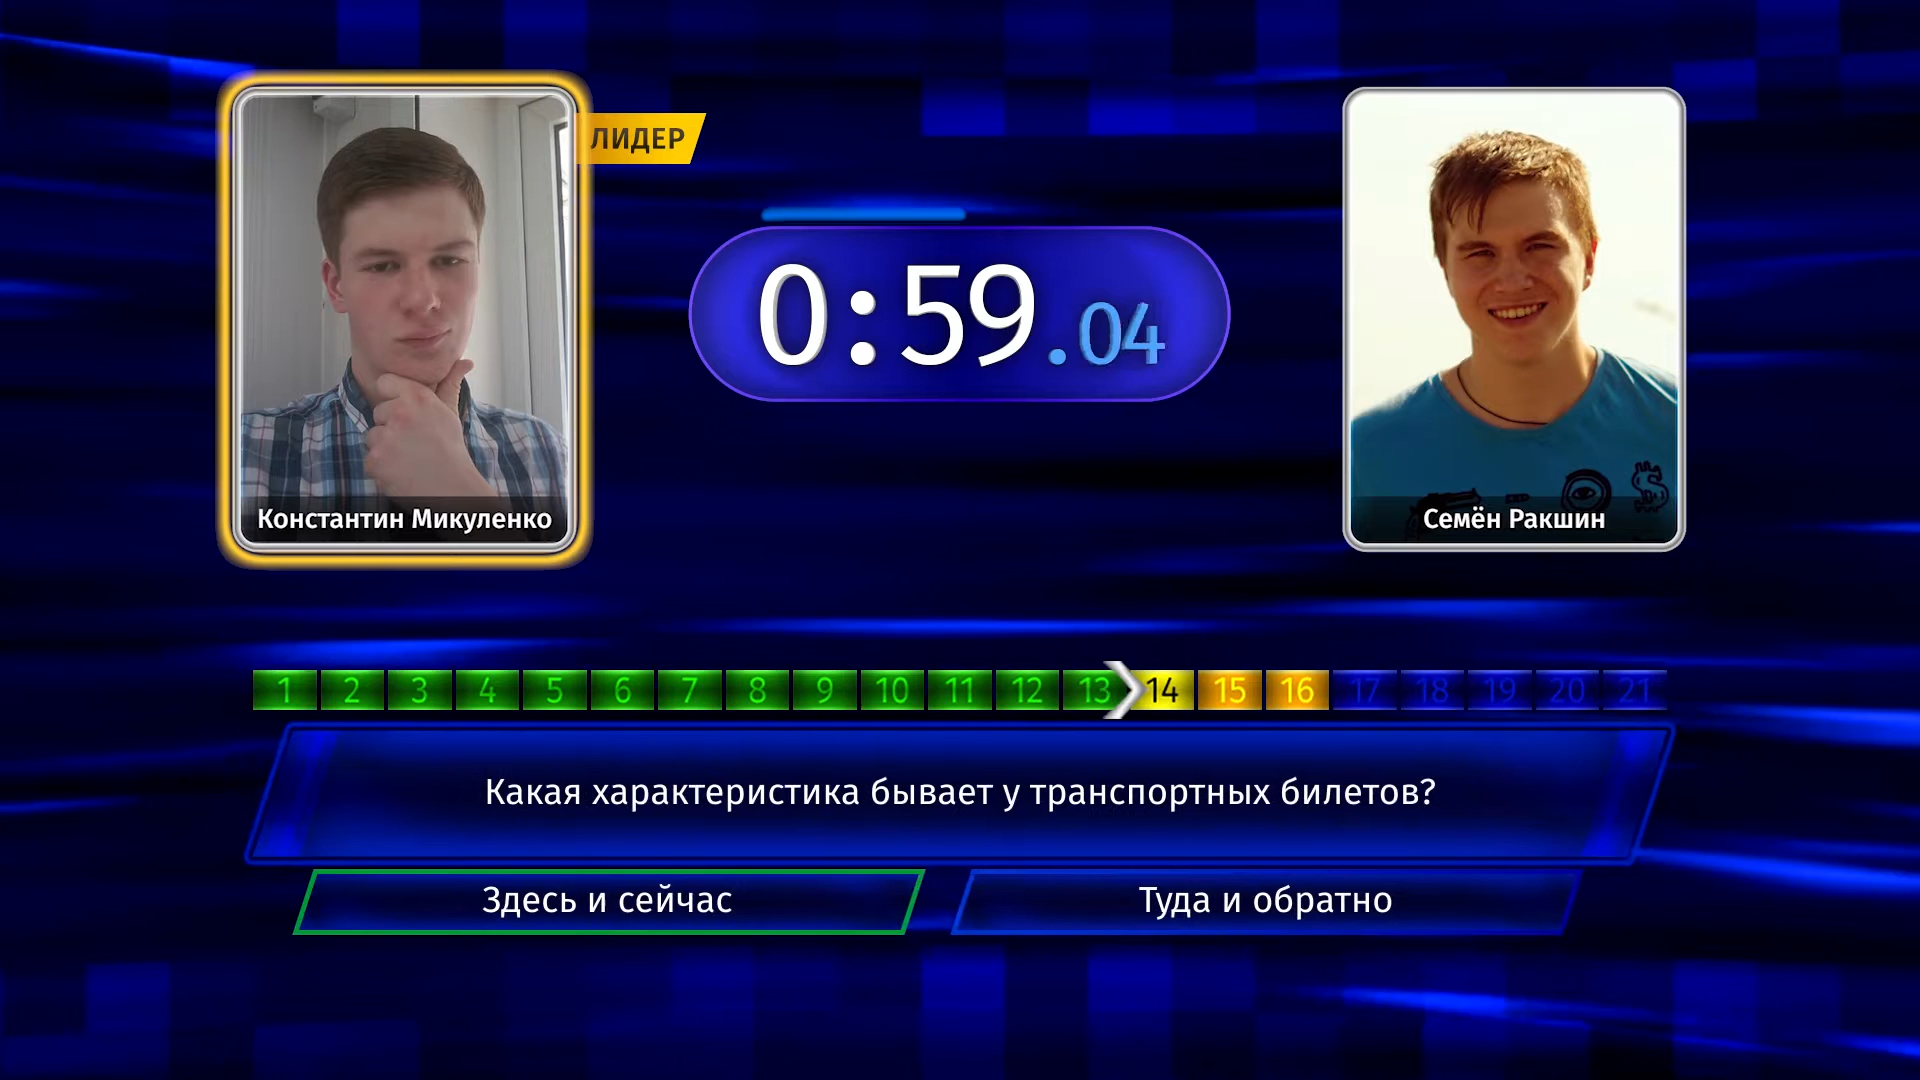 ЛИДЕР
0:59.04
Константин Микуленко
Семён Ракшин
1 2 3 4 5 6 7 8 9 10 11 12 13 14 15 16 17 18 19 20 21
Какая характеристика бывает у транспортных билетов?
Здесь и сейчас
Туда и обратно